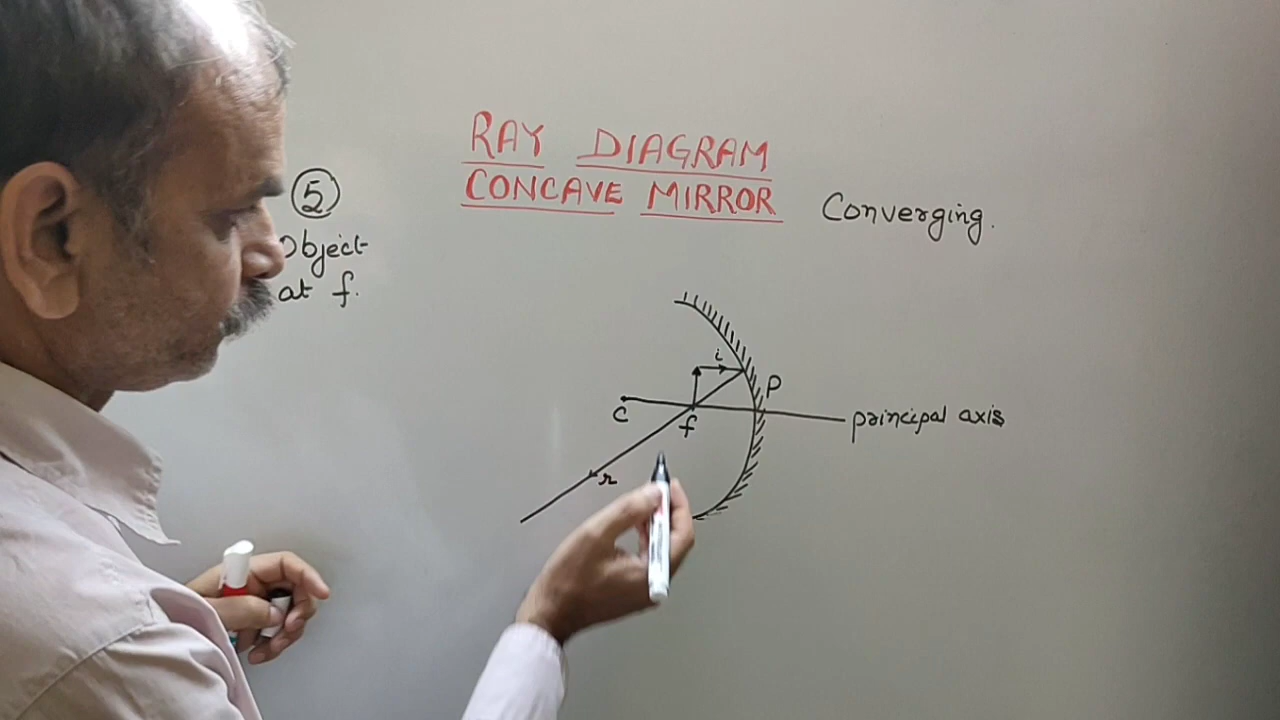 RAY DIAGRAM
CONCAVE MIRROR
Converging.
5
Object
at f.
i
P
C
f
principal axis
r